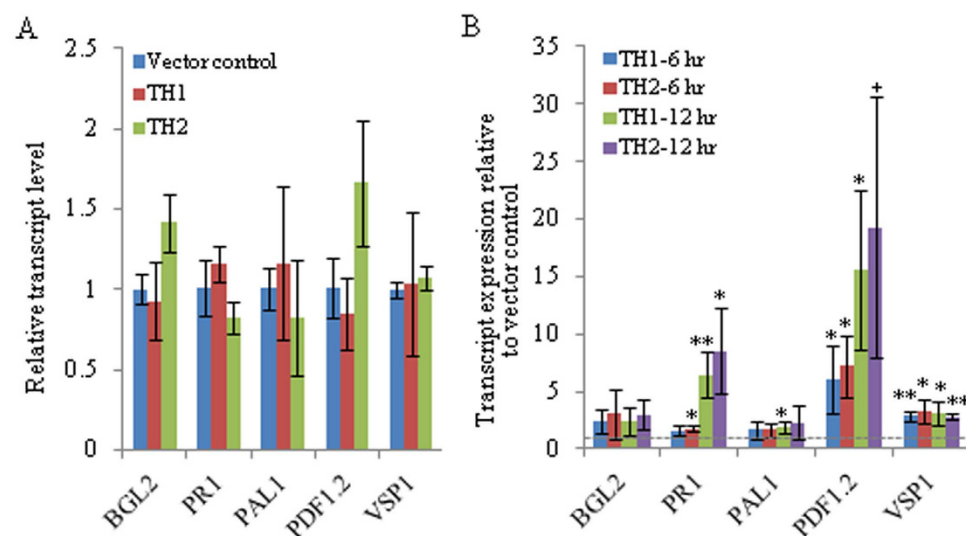 A
Relative transcript level
2.5
2
1.5
1
0.5
0
Vector control
TH1
TH2
BGL2
PR1
PAL1
PDF1.2
VSP1
B
Transcript expression relative
to vector control
35
30
25
20
15
10
5
0
TH1-6 hr
TH2-6 hr
TH1-12 hr
TH2-12 hr
*
**
*
*
*
*
*
+
**
*
*
**
BGL2
PR1
PAL1
PDF1.2
VSP1